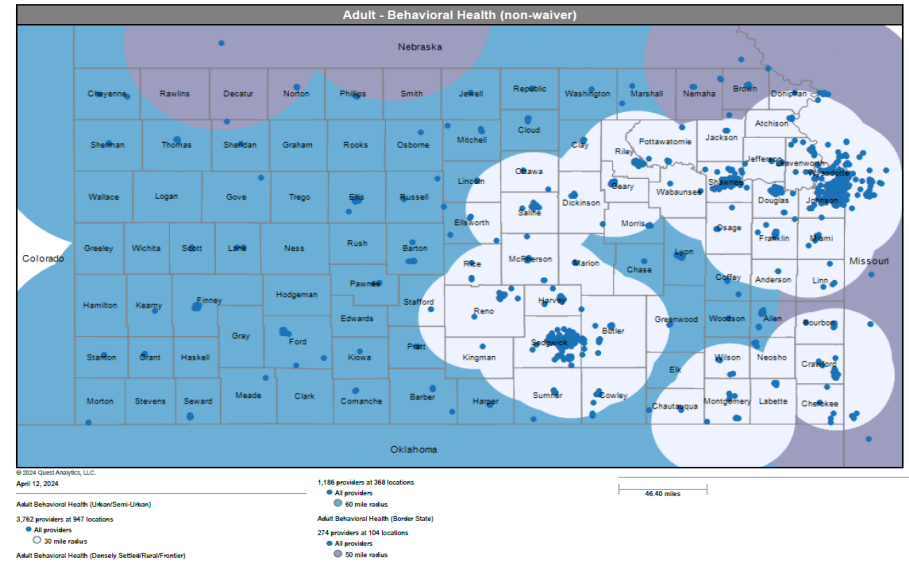 Adult - Behavioral Health (non-waiver)
Nebraska
Cheyenne Rawlins Decatur Norton Phillips Smith Jewell Republic Washington Marshall Nemaha Brown Doniphan
Atchison
Sherman Thomas Sheridan Graham Rooks Osborne Mitchell Cloud Clay Riley Pottawatomie Jackson
Jefferson Leavenworth
Wyandotte
Wallace Logan Gove Trego Ellis Russell Lincoln Ottawa Geary Wabaunsee Shawnee
Dickinson Douglas Johnson
Saline
Ellsworth Morris Osage Franklin Miami
Greeley Wichita Scott Lane Ness Rush Barton
Colorado
Rice McPherson Marion Chase Lyon Missouri
Coffey Anderson Linn
Hamilton Kearny Finney Hodgeman Pawnee Stafford Reno Harvey
Gray Ford Edwards Greenwood Woodson Allen Bourbon
Butler
Stanton Grant Haskell Kiowa Pratt Kingman Sedgwick Elk Wilson Neosho Crawford
Morton Stevens Seward Meade Clark Comanche Barber Harper Sumner Cowley Chautauqua Montgomery Labette Cherokee
Oklahoma
© 2024 Quest Analytics, LLC.
April 12, 2024
Adult Behavioral Health (Urban/Semi-Urban)
3,762 providers at 947 locations
All providers
30 mile radius
Adult Behavioral Health (Densely Settled/Rural/Frontier)
1,186 providers at 368 locations
All providers
60 mile radius
Adult Behavioral Health (Border State)
274 providers at 104 locations
All providers
50 mile radius
46.40 miles